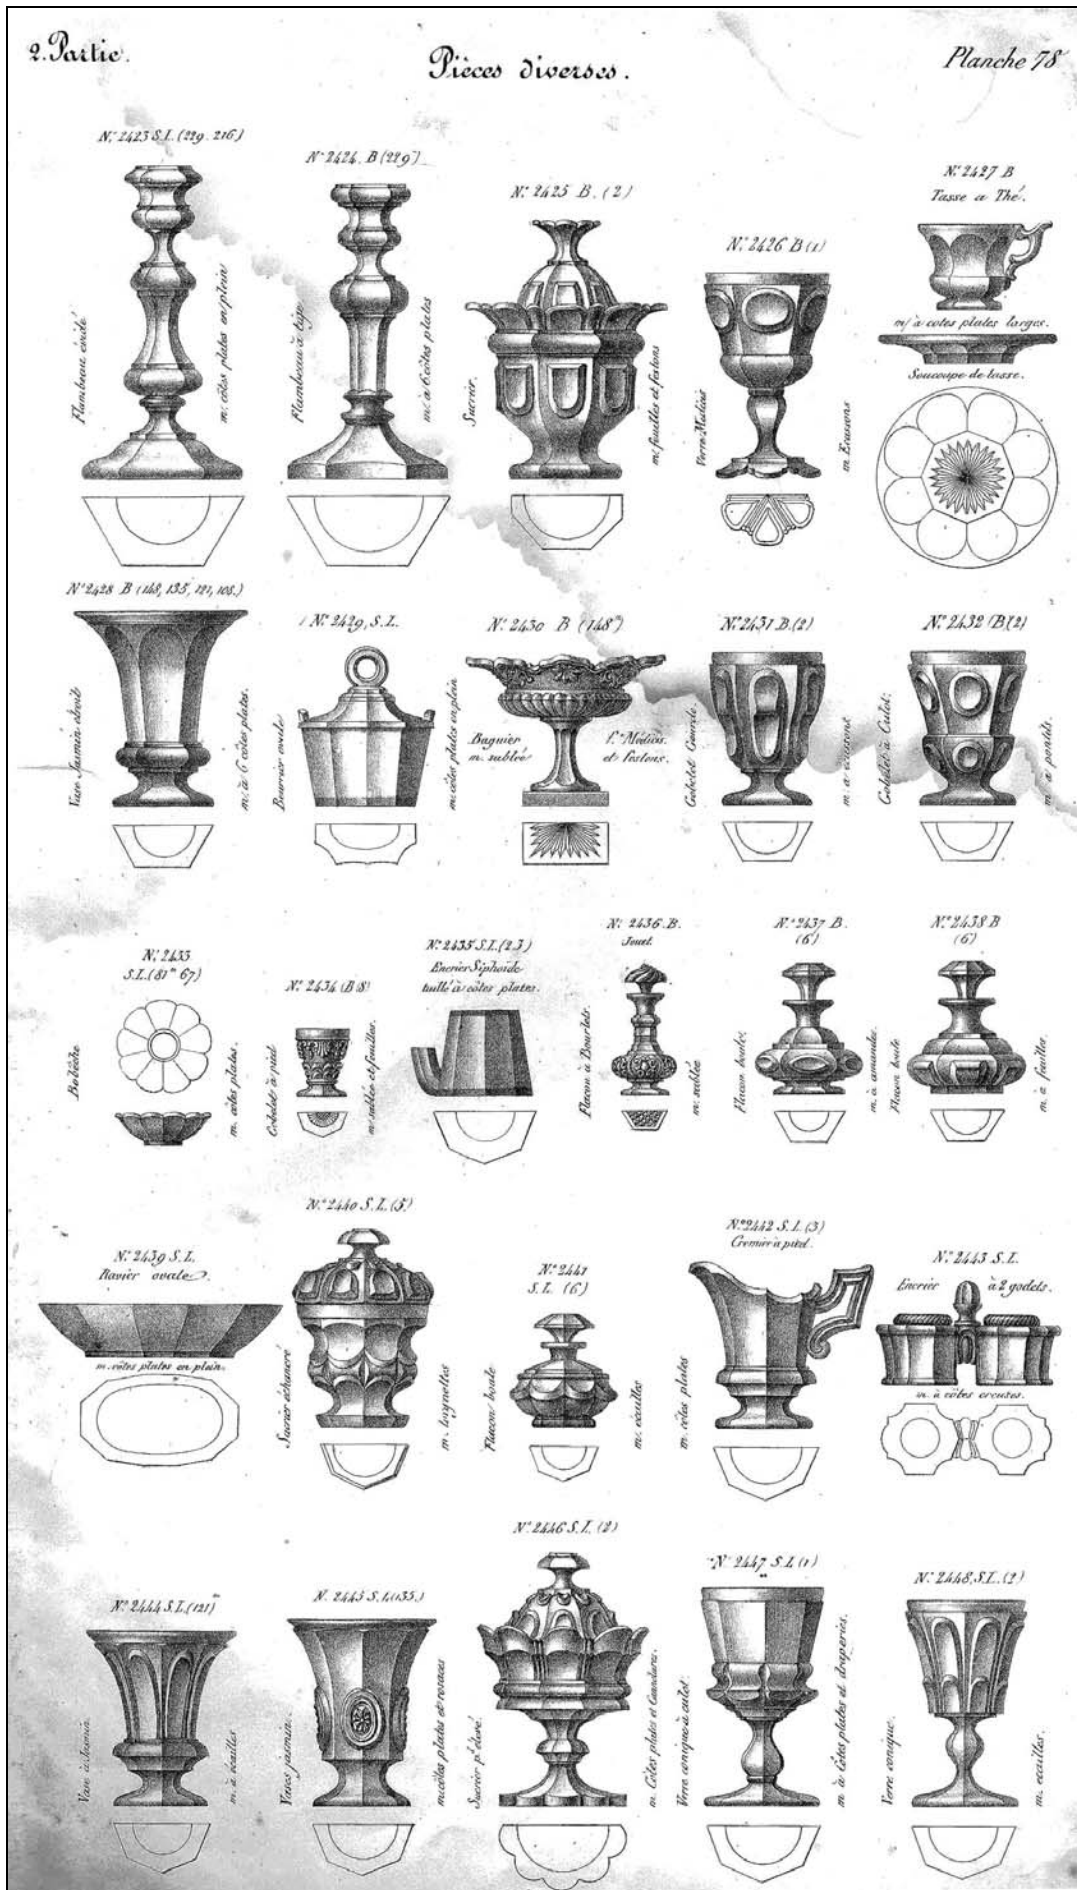 2. Partie.
Pièces diverses.
Planche 78
N° 2423 S.L. (229. 216)
Flambeau évidé
m. côtes plates en plein
N° 2424. B (229)
Flambeau à tige
m. à 6 côtes plates
N° 2425 B. (2)
Sucrier.
m. feuilles et festons
N° 2426 B (1)
Verre Médicis
m. Ecussons
N° 2427 B
Tasse a Thé.
m/ à cotes plates larges.
Soucoupe de tasse.
N° 2428 B (148, 135, 121, 108.)
Vase Jasmin étroit
m. à 6 côtes plates.
N° 2429, S.L.
Beurrier ovale
m. côtes plates en plein
N° 2430 B (148)
Baguier
m. sablée
f.e Médicis
et festons.
N° 2431 B. (2)
Gobelet
m. à écussons
N° 2432 B (2)
Gobelet à Culot.
m. à pontils.
N° 2433
S.L. (81 67)
Bobèche
m. côtes plates.
N° 2434 (B (8)
Gobelet à pied
m. sablée et feuilles.
N° 2435 S.L. (2.3)
Encrier Siphoïde
taillé à côtes plates.
N° 2436. B.
Jouet.
Flacon à Bourlets.
m. sablée
N° 2437 B.
(6)
Flacon boule.
m. à amandes.
N° 2438 B
(6)
Flacon boule
m. à feuilles.
N° 2439 S.L.
Ravier ovale
m. côtes plates en plein.
N° 2440 S.L. (5)
Sucrier échancré
m. lorgnettes
N° 2441
S.L. (6)
Flacon boule
m. écailles
N° 2442 S.L. (3)
Cremier à pied.
m. côtes plates
N° 2443 S.L.
Encrier à 2 godets.
m. à côtes creuses.
N° 2444 S.L. (121)
Vase à Jasmin
m. à écailles
N. 2445 S.L. (135.)
Vases jasmin.
m. côtes plates et rosaces
N° 2446 S.L. (2)
Sucrier p.d élevé
m. Côtes plates et
N° 2447 S.L (1)
Verre conique à culot
m à Côtes plates et draperies.
N° 2448, S.L. (2)
Verre conique.
m. écailles.